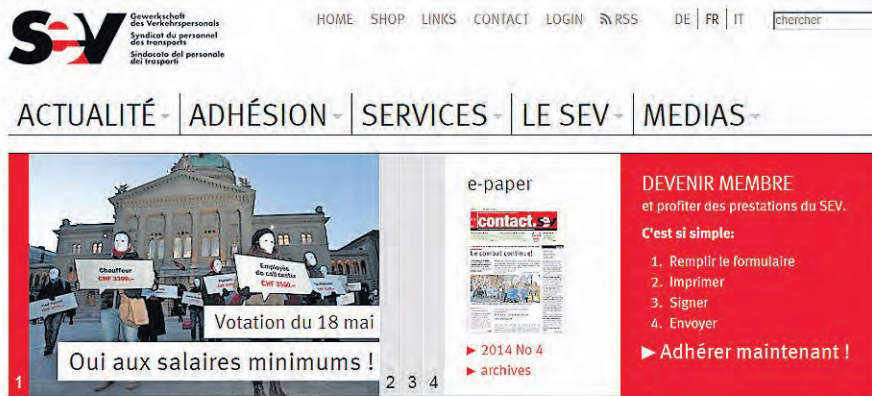 Gewerkschaft
des Verkehrspersonals
Syndicat du personnel
des transports
Sindacato del personale
dei trasporti
sev
HOME SHOP LINKS CONTACT LOGIN RSS DE FR IT chercher
ACTUALITÉ ADHÉSION SERVICES LE SEV MEDIAS
Chauffeur
CHF 3300.–
Employée
de call center
CHF 3500.–
Votation du 18 mai
Oui aux salaires minimums !
1 2 3 4
e-paper
contact.sev
Le combat continue!
► 2014 No 4
► archives
DEVENIR MEMBRE
et profiter des prestations du SEV.
C'est si simple:
1. Remplir le formulaire
2. Imprimer
3. Signer
4. Envoyer
► Adhérer maintenant !